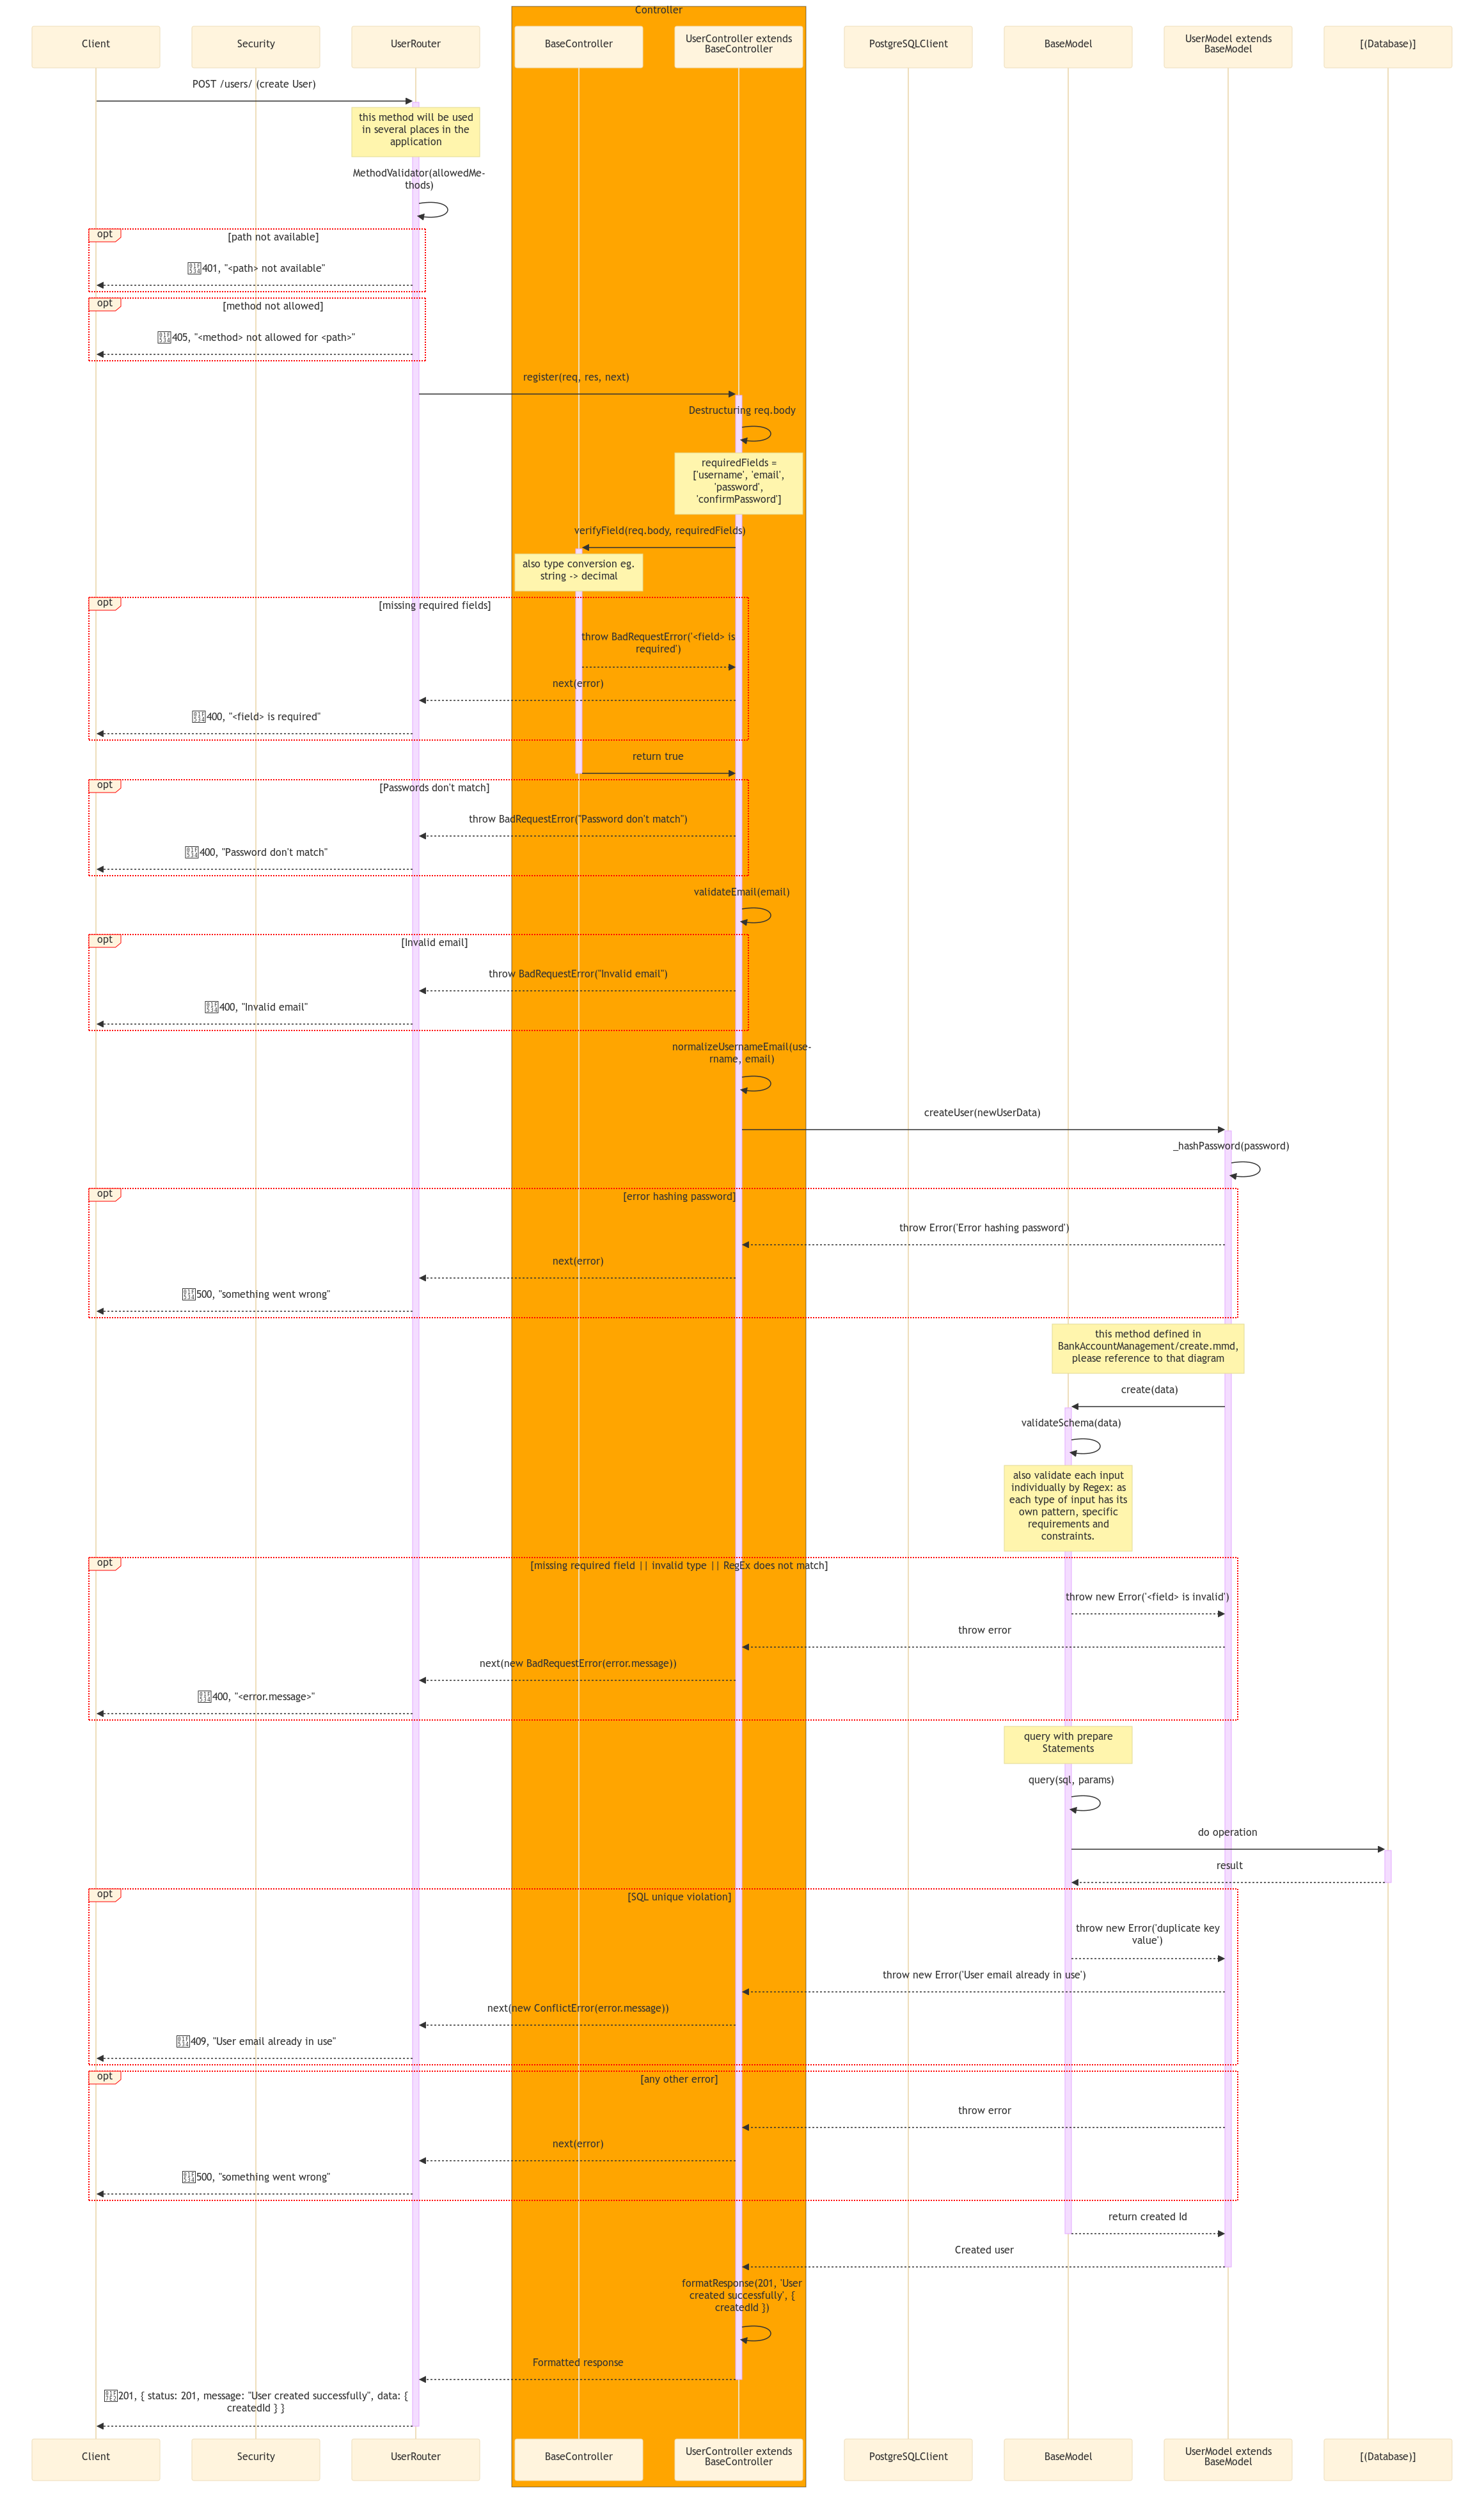 Controller
Client
Security
UserRouter
BaseController
UserController extends
BaseController
PostgreSQLClient
BaseModel
UserModel extends
BaseModel
[(Database)]
POST /users/ (create User)
this method will be used
in several places in the
application
MethodValidator(allowedMe-
thods)
opt
[path not available]
401, "<path> not available"
opt
[method not allowed]
405, "<method> not allowed for <path>"
register(req, res, next)
Destructuring req.body
requiredFields =
['username', 'email',
'password',
'confirmPassword']
verifyField(req.body, requiredFields)
also type conversion eg.
string -> decimal
opt
[missing required fields]
throw BadRequestError('<field> is
required')
next(error)
400, "<field> is required"
return true
opt
[Passwords don't match]
throw BadRequestError("Password don't match")
400, "Password don't match"
validateEmail(email)
opt
[Invalid email]
throw BadRequestError("Invalid email")
400, "Invalid email"
normalizeUsernameEmail(use-
rname, email)
createUser(newUserData)
_hashPassword(password)
opt
[error hashing password]
throw Error('Error hashing password')
next(error)
500, "something went wrong"
this method defined in
BankAccountManagement/create.mmd,
please reference to that diagram
create(data)
validateSchema(data)
also validate each input
individually by Regex: as
each type of input has its
own pattern, specific
requirements and
constraints.
opt
[missing required field || invalid type || RegEx does not match]
throw new Error('<field> is invalid')
throw error
next(new BadRequestError(error.message))
400, "<error.message>"
query with prepare
Statements
query(sql, params)
do operation
result
opt
[SQL unique violation]
throw new Error('duplicate key
value')
throw new Error('User email already in use')
next(new ConflictError(error.message))
409, "User email already in use"
opt
[any other error]
throw error
next(error)
500, "something went wrong"
return created Id
Created user
formatResponse(201, 'User
created successfully', {
createdId })
Formatted response
201, { status: 201, message: "User created successfully", data: {
createdId } }
Client
Security
UserRouter
BaseController
UserController extends
BaseController
PostgreSQLClient
BaseModel
UserModel extends
BaseModel
[(Database)]